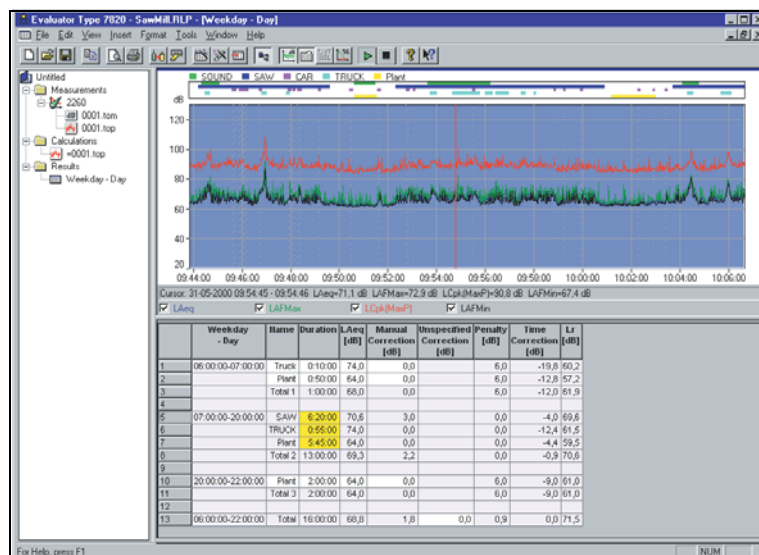 Evaluator Type 7820 - SawMill.RLP - [Weekday - Day]
File Edit View Insert Format Tools Window Help
Untitled
Measurements
2260
0001.tom
0001.top
Calculations
=0001.top
Results
Weekday - Day
SOUND SAW CAR TRUCK Plant
dB
120
100
80
60
40
20
09:44:00 09:46:00 09:48:00 09:50:00 09:52:00 09:54:00 09:56:00 09:58:00 10:00:00 10:02:00 10:04:00 10:06:00
Cursor: 31-05-2000 09:54:45 - 09:54:46 LAeq=71,1 dB LAFMax=72,9 dB LCpk(MaxP)=90,8 dB LAFMin=67,4 dB
LAeq LAFMax LCpk(MaxP) LAFMin
Weekday - Day Name Duration LAeq [dB] Manual Correction [dB] Unspecified Correction [dB] Penalty [dB] Time Correction [dB] Lr [dB]
1 06:00:00-07:00:00 Truck 0:10:00 74,0 0,0 6,0 -19,8 60,2
2 Plant 0:50:00 64,0 0,0 6,0 -12,8 57,2
3 Total 1 1:00:00 68,0 0,0 6,0 -12,0 61,9
4
5 07:00:00-20:00:00 SAW 6:20:00 70,6 3,0 0,0 -4,0 69,6
6 TRUCK 0:55:00 74,0 0,0 0,0 -12,4 61,5
7 Plant 5:45:00 64,0 0,0 0,0 -4,4 59,5
8 Total 2 13:00:00 69,3 2,2 0,0 -0,9 70,6
9
10 20:00:00-22:00:00 Plant 2:00:00 64,0 0,0 6,0 -9,0 61,0
11 Total 3 2:00:00 64,0 0,0 6,0 -9,0 61,0
12
13 06:00:00-22:00:00 Total 16:00:00 68,8 1,8 0,0 0,9 0,0 71,5
For Help, press F1
NUM